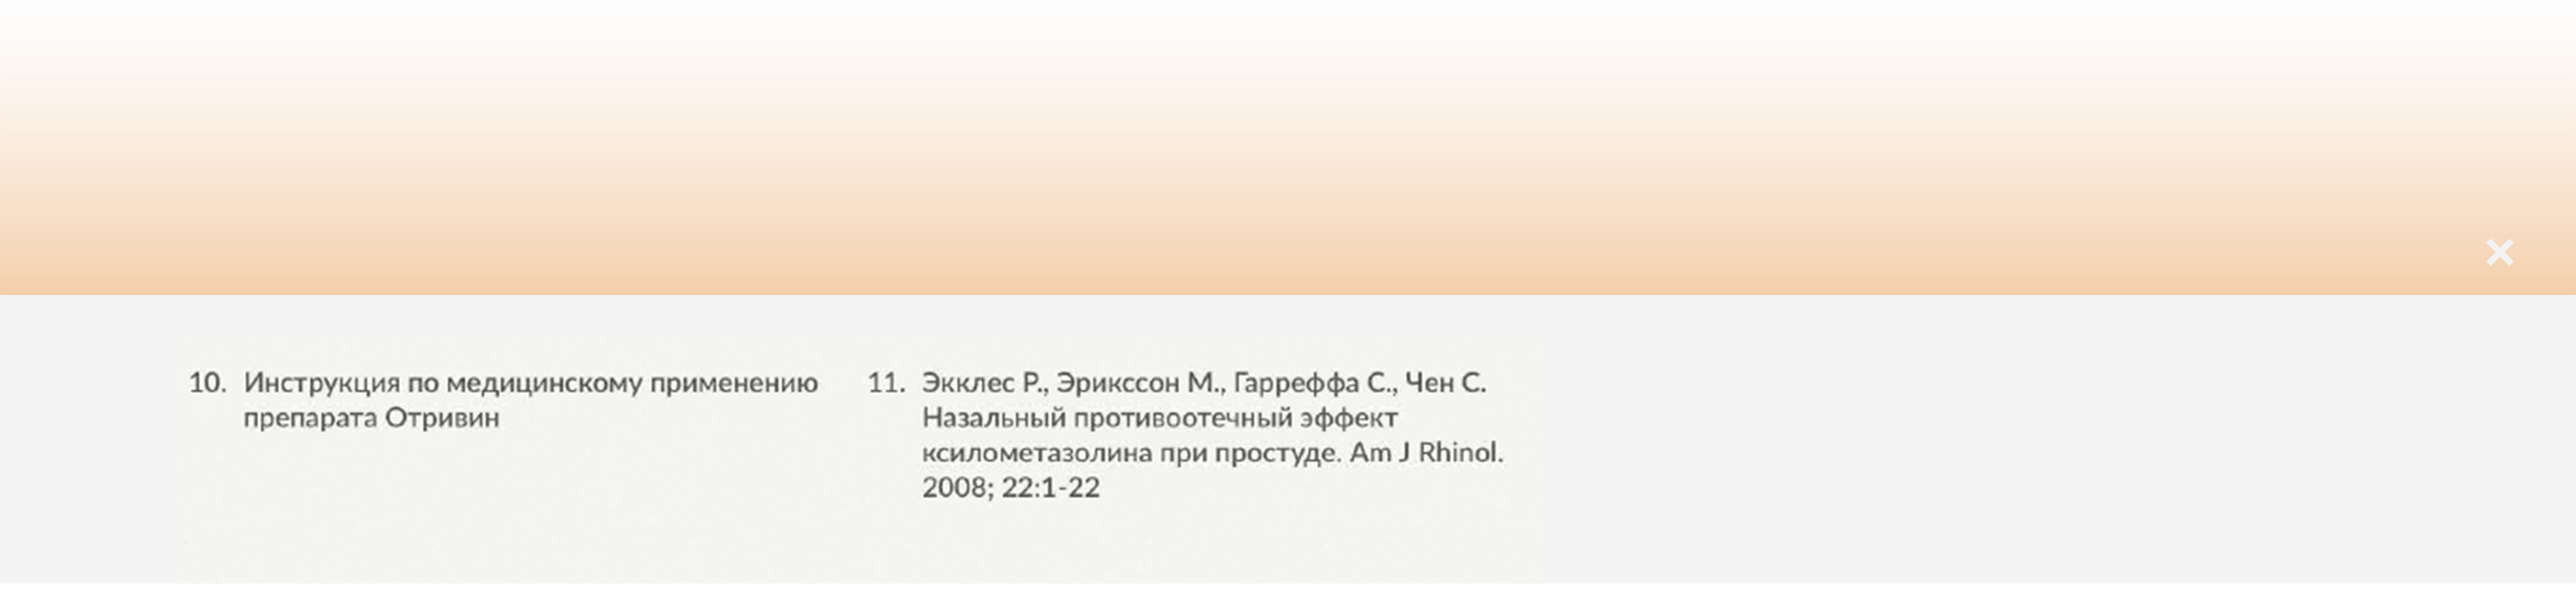 10. Инструкция по медицинскому применению
препарата Отривин
11. Экклес Р., Эрикссон М., Гарреффа С., Чен С.
Назальный противоотечный эффект
ксилометазолина при простуде. Am J Rhinol.
2008; 22:1-22